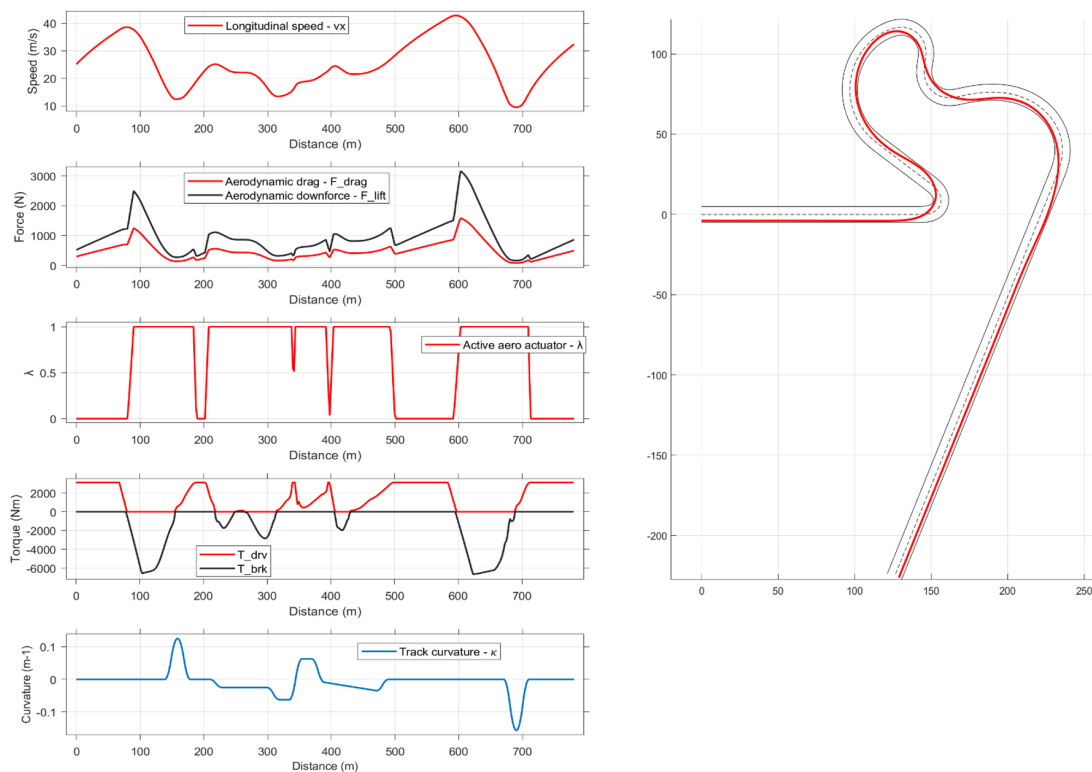 Speed (m/s)
40
30
20
10
Longitudinal speed - vx
0 100 200 300 400 500 600 700
Distance (m)
Force (N)
3000
2000
1000
0
Aerodynamic drag - F_drag
Aerodynamic downforce - F_lift
0 100 200 300 400 500 600 700
Distance (m)
λ
1
0.5
0
Active aero actuator - λ
0 100 200 300 400 500 600 700
Distance (m)
Torque (Nm)
2000
0
-2000
-4000
-6000
T_drv
T_brk
0 100 200 300 400 500 600 700
Distance (m)
Curvature (m-1)
0.1
0
-0.1
Track curvature - κ
0 100 200 300 400 500 600 700
Distance (m)
100
50
0
-50
-100
-150
-200
0 50 100 150 200 250